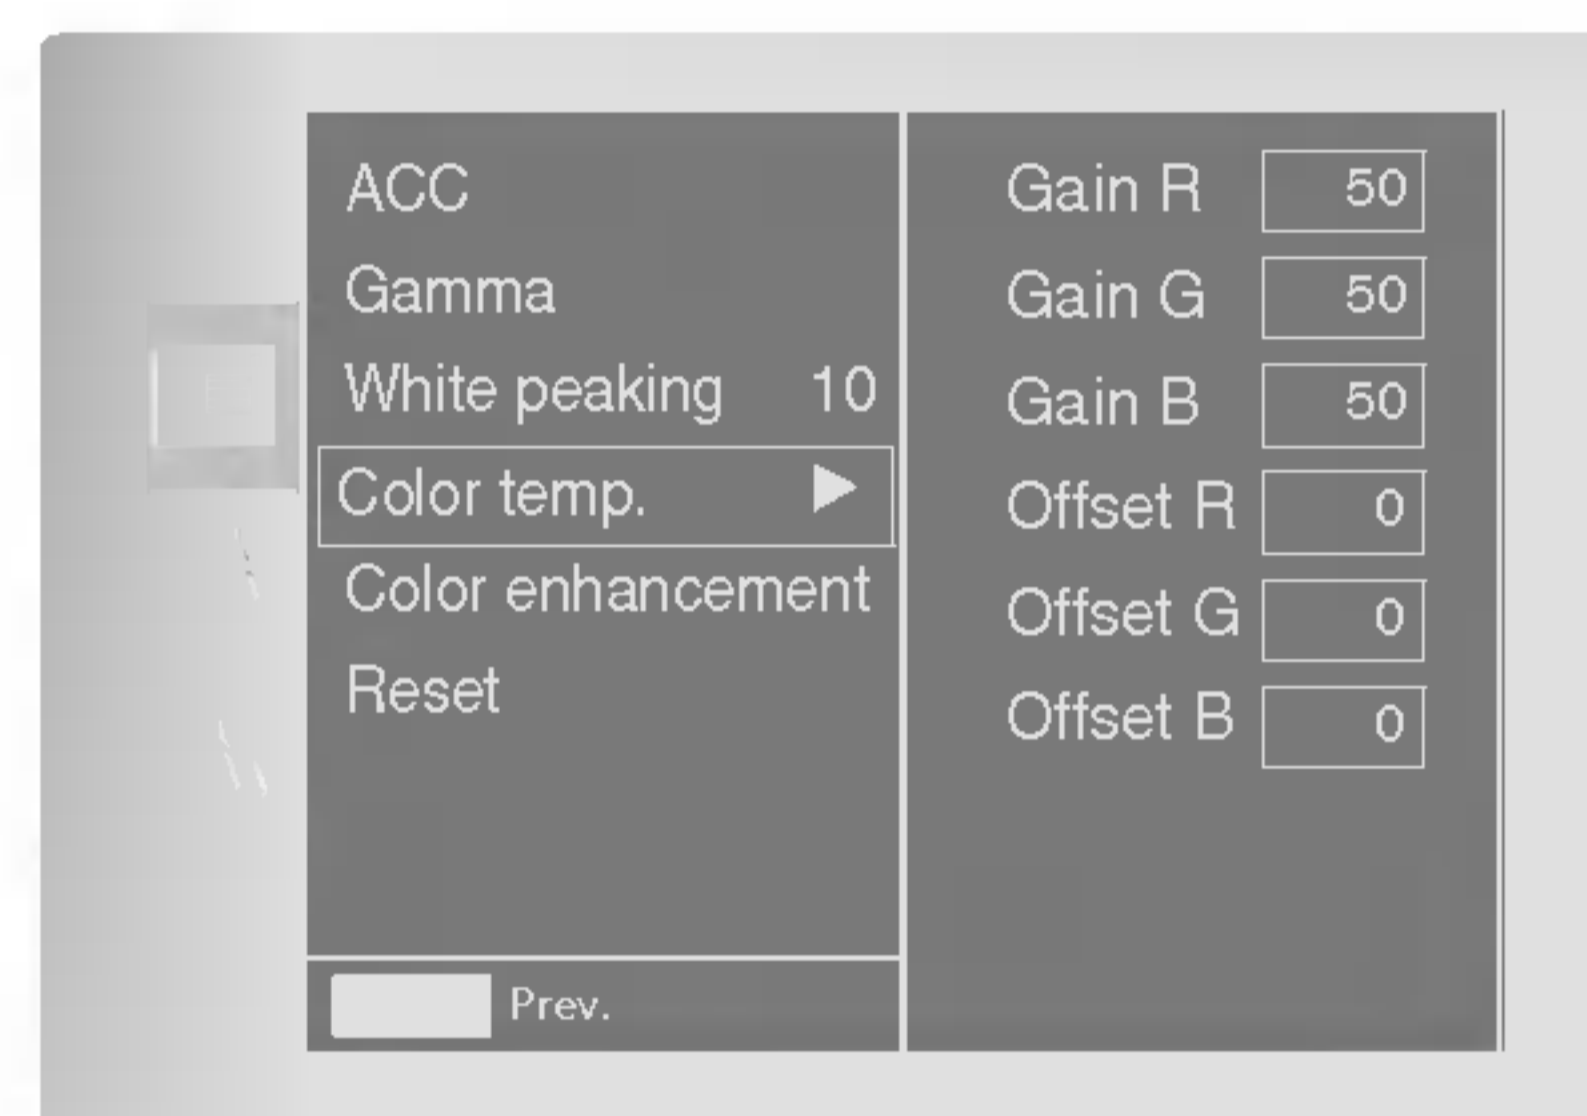 ACC
Gamma
White peaking 10
Color temp. ▶
Color enhancement
Reset
Prev.
Gain R 50
Gain G 50
Gain B 50
Offset R 0
Offset G 0
Offset B 0